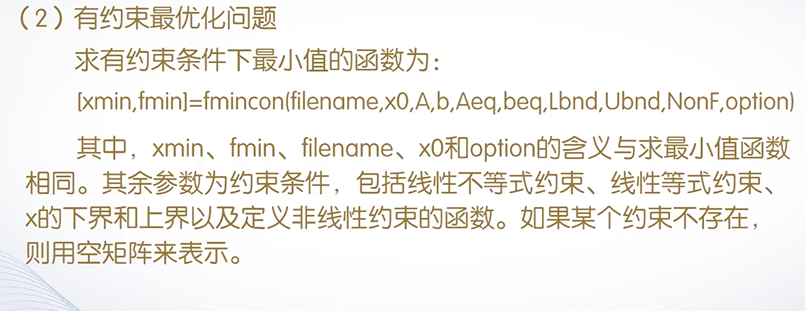 （2）有约束最优化问题
求有约束条件下最小值的函数为：
[xmin,fmin]=fmincon(filename,x0,A,b,Aeq,beq,Lbnd,Ubnd,NonF,option)
其中，xmin、fmin、filename、x0和option的含义与求最小值函数
相同。其余参数为约束条件，包括线性不等式约束、线性等式约束、
x的下界和上界以及定义非线性约束的函数。如果某个约束不存在，
则用空矩阵来表示。